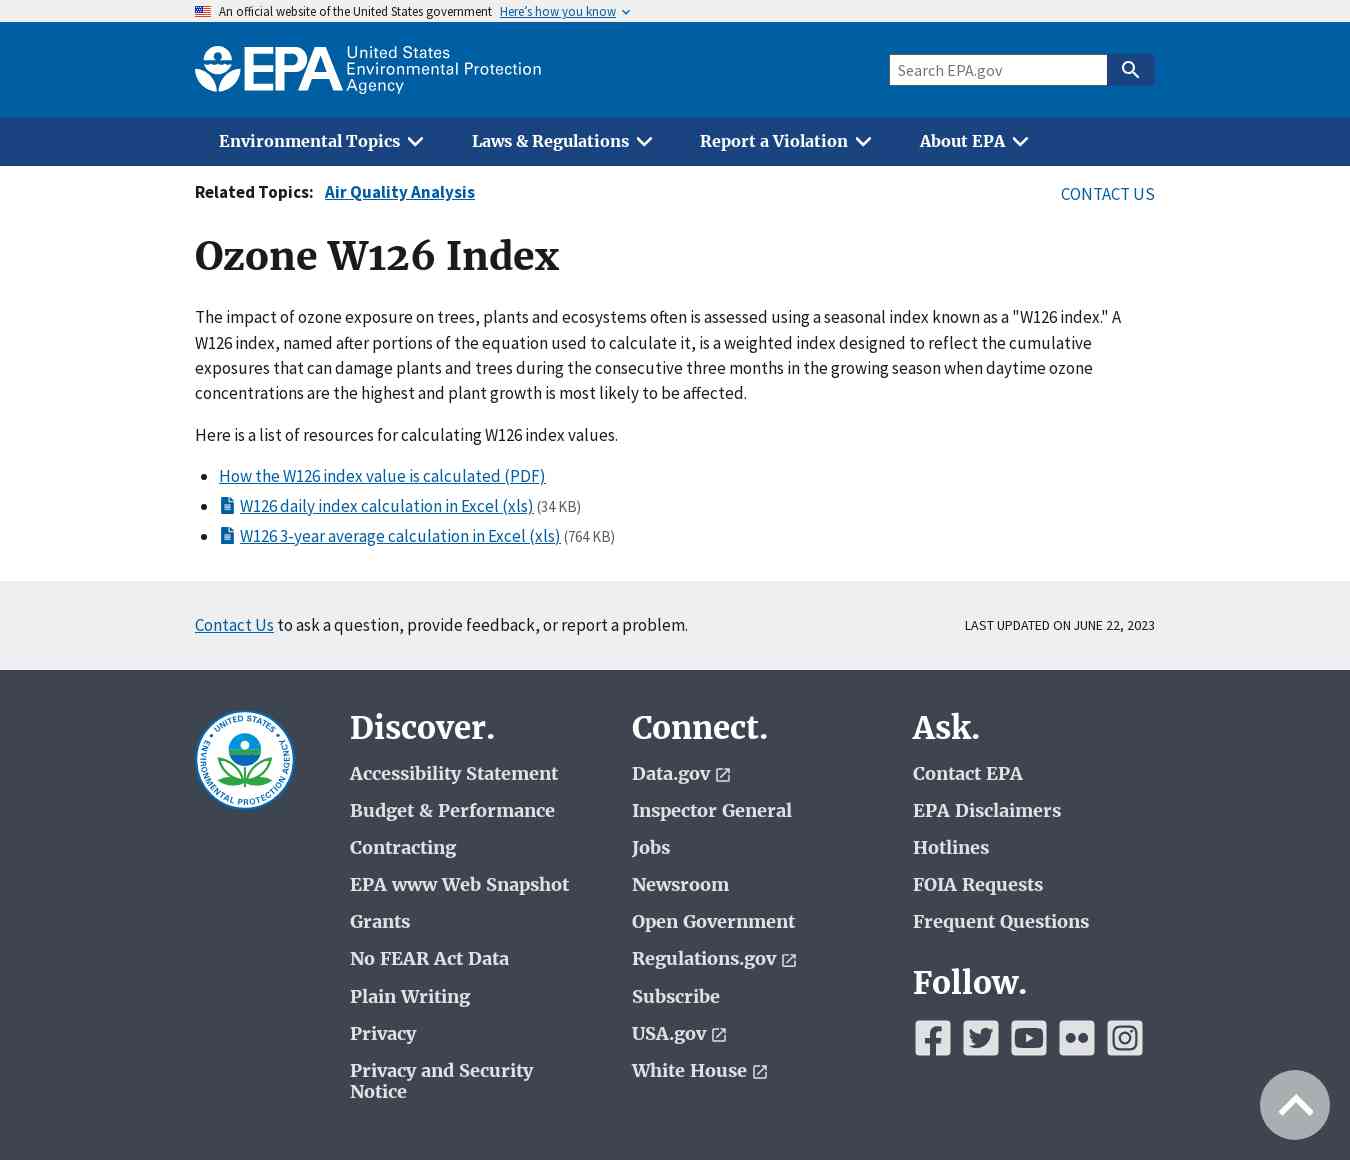 An official website of the United States government Here's how you know
EPA United States
Environmental Protection
Agency
Search EPA.gov
Environmental Topics Laws & Regulations Report a Violation About EPA
Related Topics: Air Quality Analysis
CONTACT US
Ozone W126 Index
The impact of ozone exposure on trees, plants and ecosystems often is assessed using a seasonal index known as a "W126 index." A
W126 index, named after portions of the equation used to calculate it, is a weighted index designed to reflect the cumulative
exposures that can damage plants and trees during the consecutive three months in the growing season when daytime ozone
concentrations are the highest and plant growth is most likely to be affected.
Here is a list of resources for calculating W126 index values.
How the W126 index value is calculated (PDF)
W126 daily index calculation in Excel (xls) (34 KB)
W126 3-year average calculation in Excel (xls) (764 KB)
Contact Us to ask a question, provide feedback, or report a problem.
LAST UPDATED ON JUNE 22, 2023
UNITED STATES
ENVIRONMENTAL PROTECTION AGENCY
Discover.
Accessibility Statement
Budget & Performance
Contracting
EPA www Web Snapshot
Grants
No FEAR Act Data
Plain Writing
Privacy
Privacy and Security
Notice
Connect.
Data.gov
Inspector General
Jobs
Newsroom
Open Government
Regulations.gov
Subscribe
USA.gov
White House
Ask.
Contact EPA
EPA Disclaimers
Hotlines
FOIA Requests
Frequent Questions
Follow.